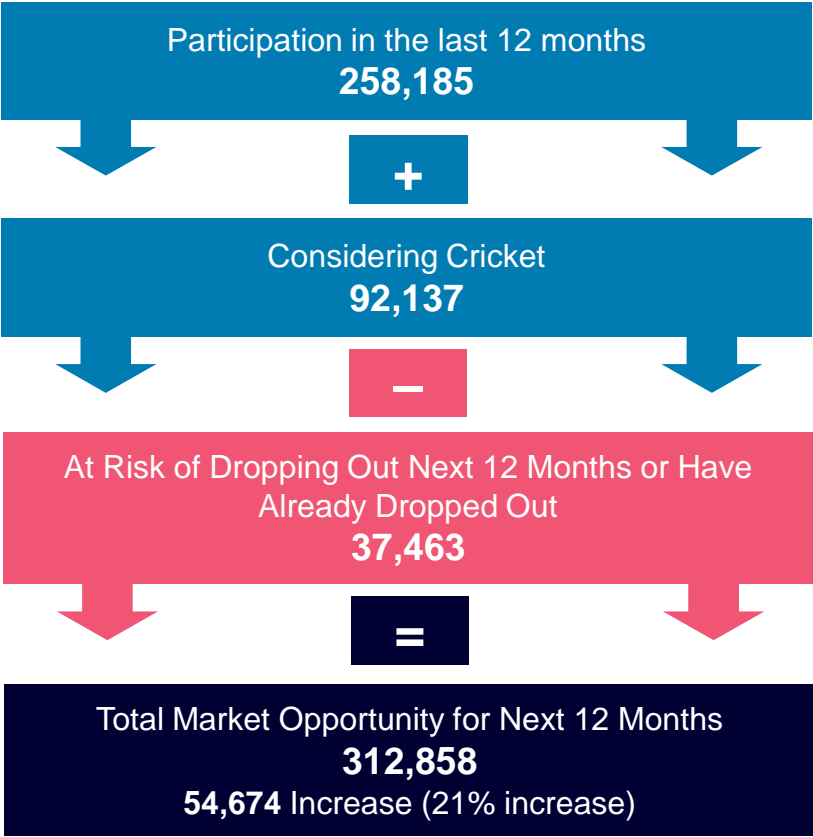 Participation in the last 12 months
258,185
+
Considering Cricket
92,137
–
At Risk of Dropping Out Next 12 Months or Have
Already Dropped Out
37,463
=
Total Market Opportunity for Next 12 Months
312,858
54,674 Increase (21% increase)